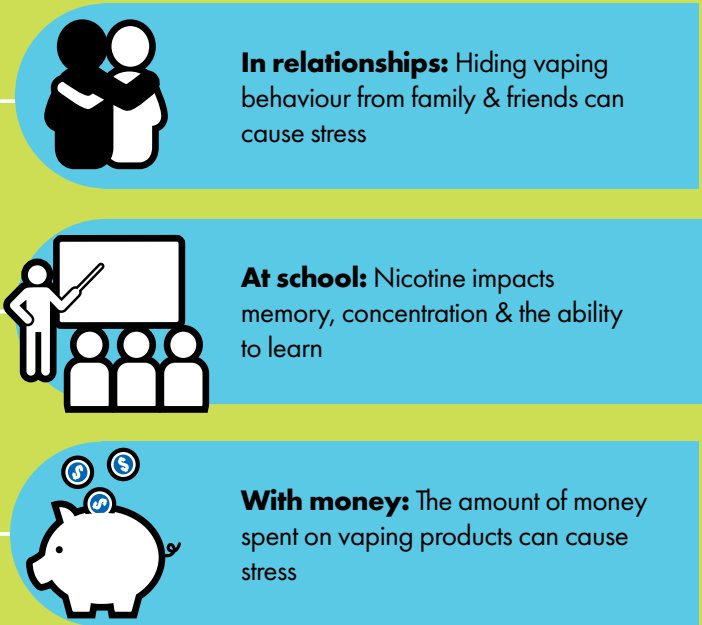 In relationships: Hiding vaping
behaviour from family & friends can
cause stress
At school: Nicotine impacts
memory, concentration & the ability
to learn
$
$
$
With money: The amount of money
spent on vaping products can cause
stress